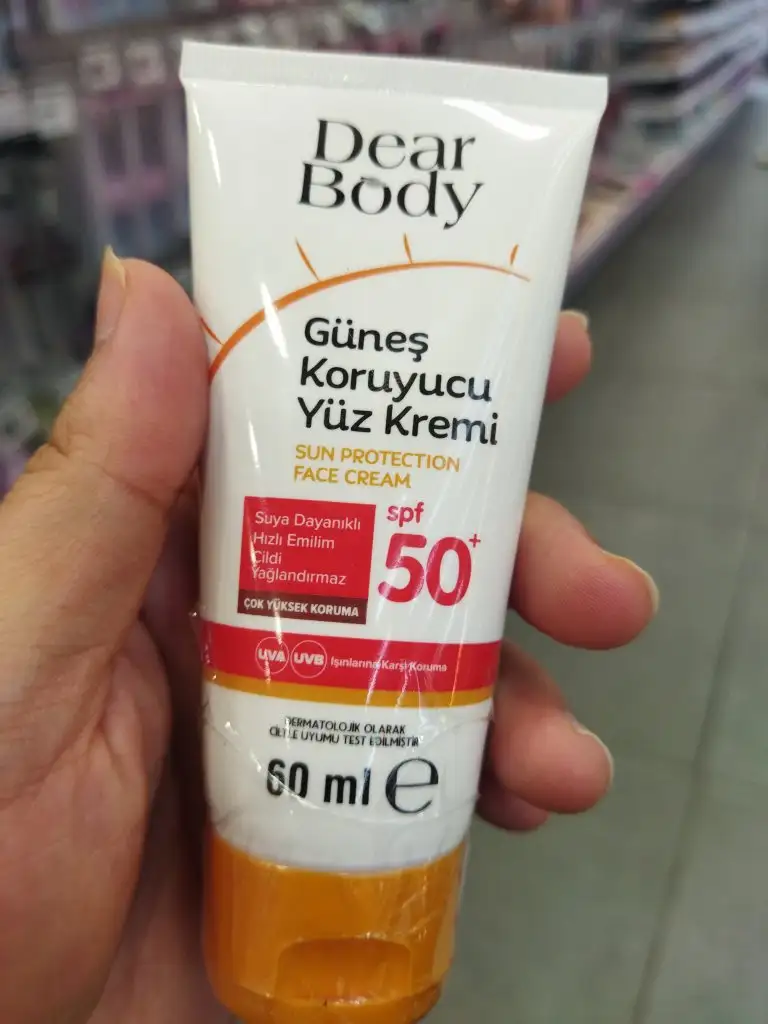 Dear
Body
Güneş
Koruyucu
Yüz Kremi
SUN PROTECTION
FACE CREAM
Suya Dayanıklı
Hızlı Emilim
Cildi
Yağlandırmaz
ÇOK YÜKSEK KORUMA
spf
50+
UVA UVB Işınlarına Karşı Koruma
DERMATOLOJİK OLARAK
CİLTLE UYUMU TEST EDİLMİŞTİR
60 ml e